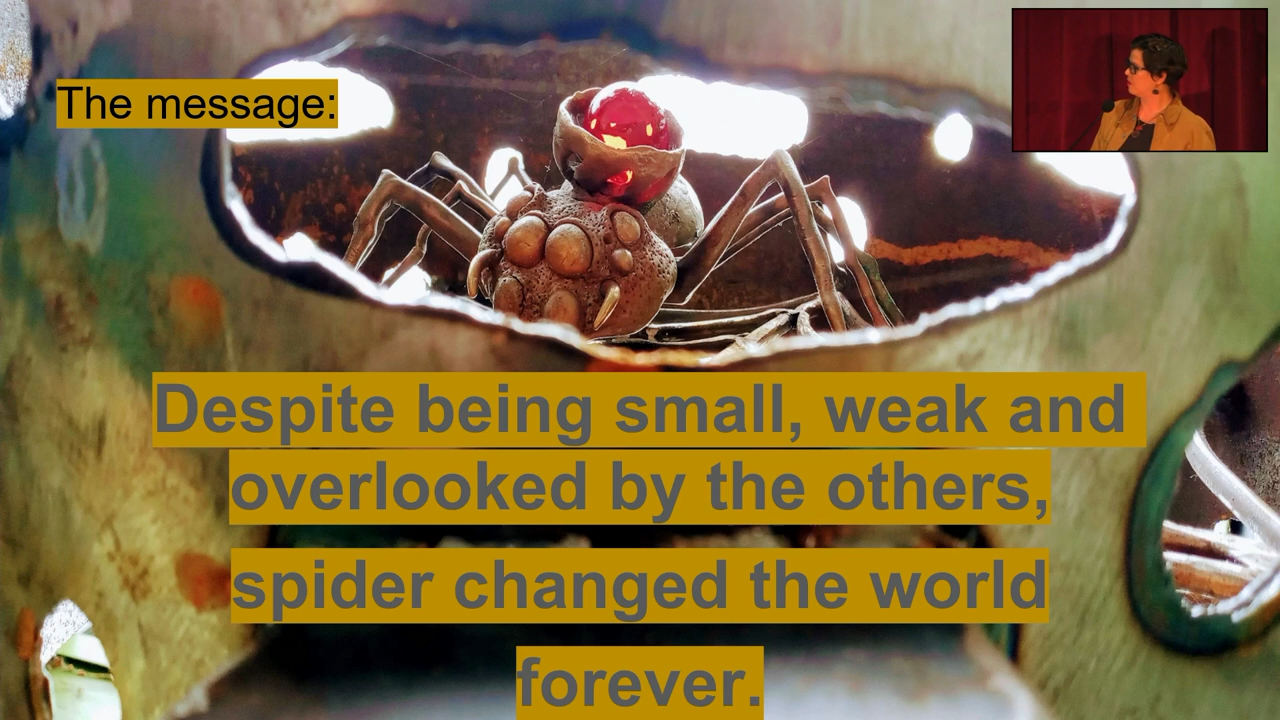 The message:
Despite being small, weak and
overlooked by the others,
spider changed the world
forever.